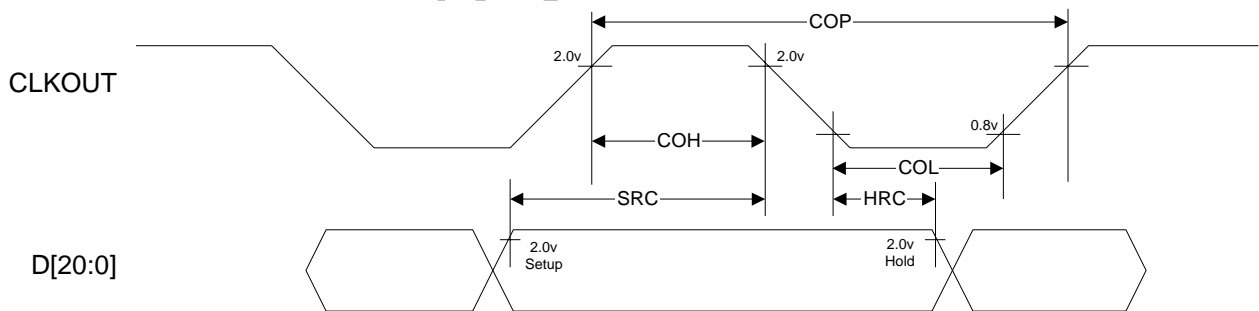 COP
2.0v
2.0v
CLKOUT
0.8v
COH
COL
SRC
HRC
2.0v
Setup
2.0v
Hold
D[20:0]